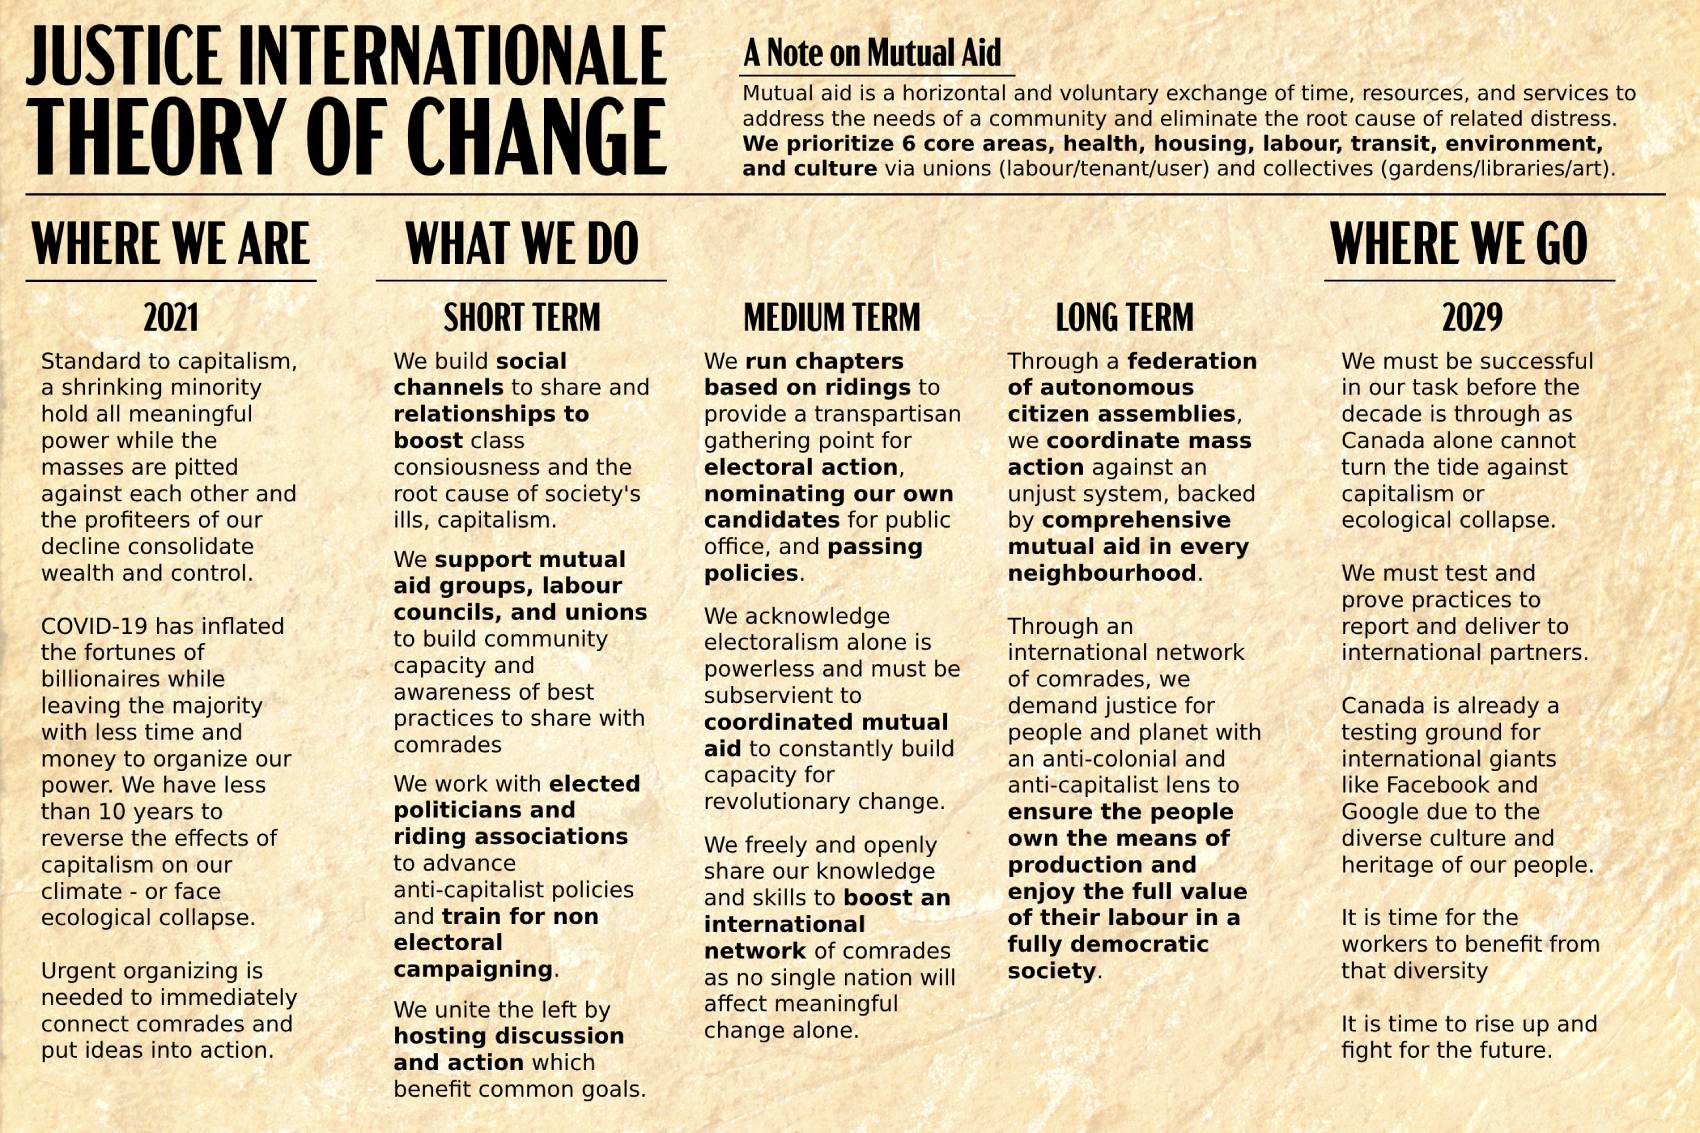 JUSTICE INTERNATIONALE
THEORY OF CHANGE
A Note on Mutual Aid
Mutual aid is a horizontal and voluntary exchange of time, resources, and services to
address the needs of a community and eliminate the root cause of related distress.
We prioritize 6 core areas, health, housing, labour, transit, environment,
and culture via unions (labour/tenant/user) and collectives (gardens/libraries/art).
WHERE WE ARE
2021
Standard to capitalism,
a shrinking minority
hold all meaningful
power while the
masses are pitted
against each other and
the profiteers of our
decline consolidate
wealth and control.
COVID-19 has inflated
the fortunes of
billionaires while
leaving the majority
with less time and
money to organize our
power. We have less
than 10 years to
reverse the effects of
capitalism on our
climate - or face
ecological collapse.
Urgent organizing is
needed to immediately
connect comrades and
put ideas into action.
WHAT WE DO
SHORT TERM
We build social
channels to share and
relationships to
boost class
consiousness and the
root cause of society's
ills, capitalism.
We support mutual
aid groups, labour
councils, and unions
to build community
capacity and
awareness of best
practices to share with
comrades
We work with elected
politicians and
riding associations
to advance
anti-capitalist policies
and train for non
electoral
campaigning.
We unite the left by
hosting discussion
and action which
benefit common goals.
MEDIUM TERM
We run chapters
based on ridings to
provide a transpartisan
gathering point for
electoral action,
nominating our own
candidates for public
office, and passing
policies.
We acknowledge
electoralism alone is
powerless and must be
subservient to
coordinated mutual
aid to constantly build
capacity for
revolutionary change.
We freely and openly
share our knowledge
and skills to boost an
international
network of comrades
as no single nation will
affect meaningful
change alone.
LONG TERM
Through a federation
of autonomous
citizen assemblies,
we coordinate mass
action against an
unjust system, backed
by comprehensive
mutual aid in every
neighbourhood.
Through an
international network
of comrades, we
demand justice for
people and planet with
an anti-colonial and
anti-capitalist lens to
ensure the people
own the means of
production and
enjoy the full value
of their labour in a
fully democratic
society.
WHERE WE GO
2029
We must be successful
in our task before the
decade is through as
Canada alone cannot
turn the tide against
capitalism or
ecological collapse.
We must test and
prove practices to
report and deliver to
international partners.
Canada is already a
testing ground for
international giants
like Facebook and
Google due to the
diverse culture and
heritage of our people.
It is time for the
workers to benefit from
that diversity
It is time to rise up and
fight for the future.